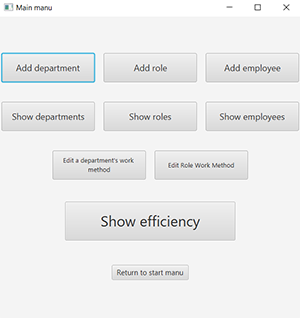 Main manu
Add department
Add role
Add employee
Show departments
Show roles
Show employees
Edit a department's work
method
Edit Role Work Method
Show efficiency
Return to start manu